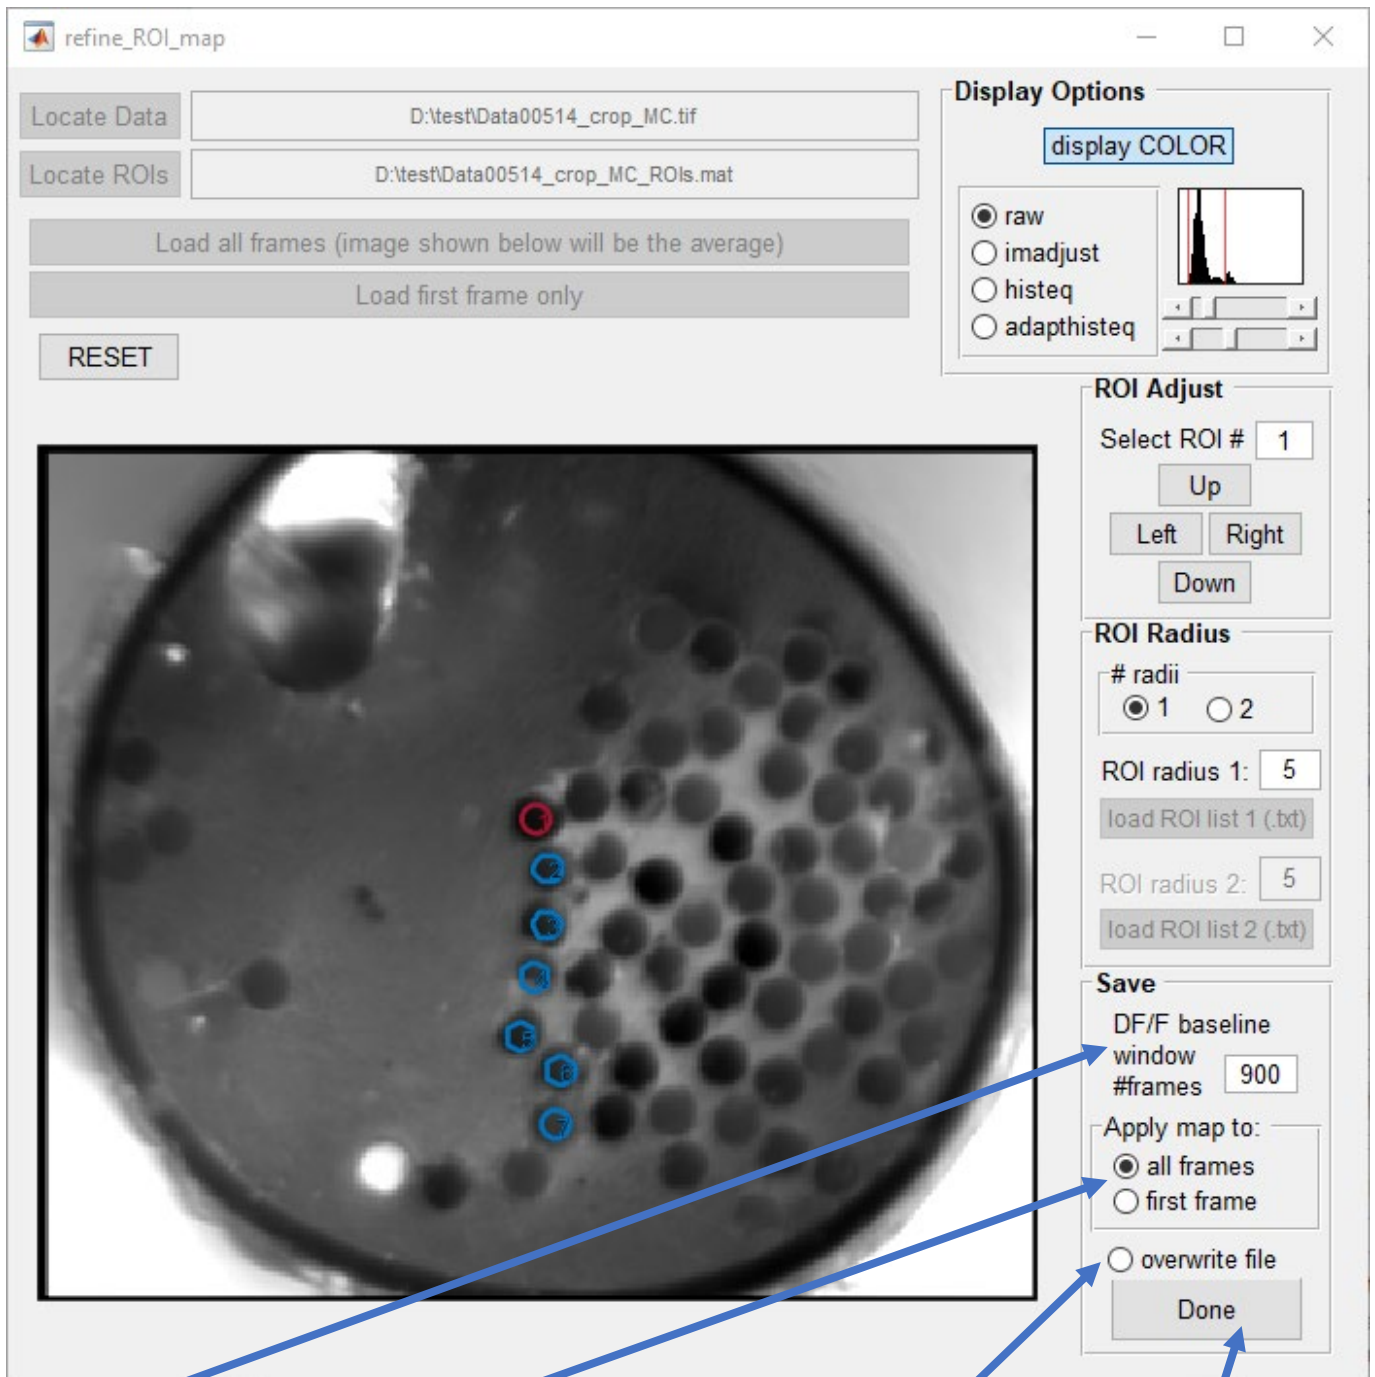 refine_ROI_map
Locate Data
D:\test\Data00514_crop_MC.tif
Locate ROIs
D:\test\Data00514_crop_MC_ROIs.mat
Load all frames (image shown below will be the average)
Load first frame only
RESET
Display Options
display COLOR
raw
imadjust
histeq
adapthisteq
ROI Adjust
Select ROI # 1
Up
Left Right
Down
ROI Radius
# radii
1 2
ROI radius 1: 5
load ROI list 1 (.txt)
ROI radius 2: 5
load ROI list 2 (.txt)
1
2
3
4
5
6
7
Save
DF/F baseline
window
#frames 900
Apply map to:
all frames
first frame
overwrite file
Done